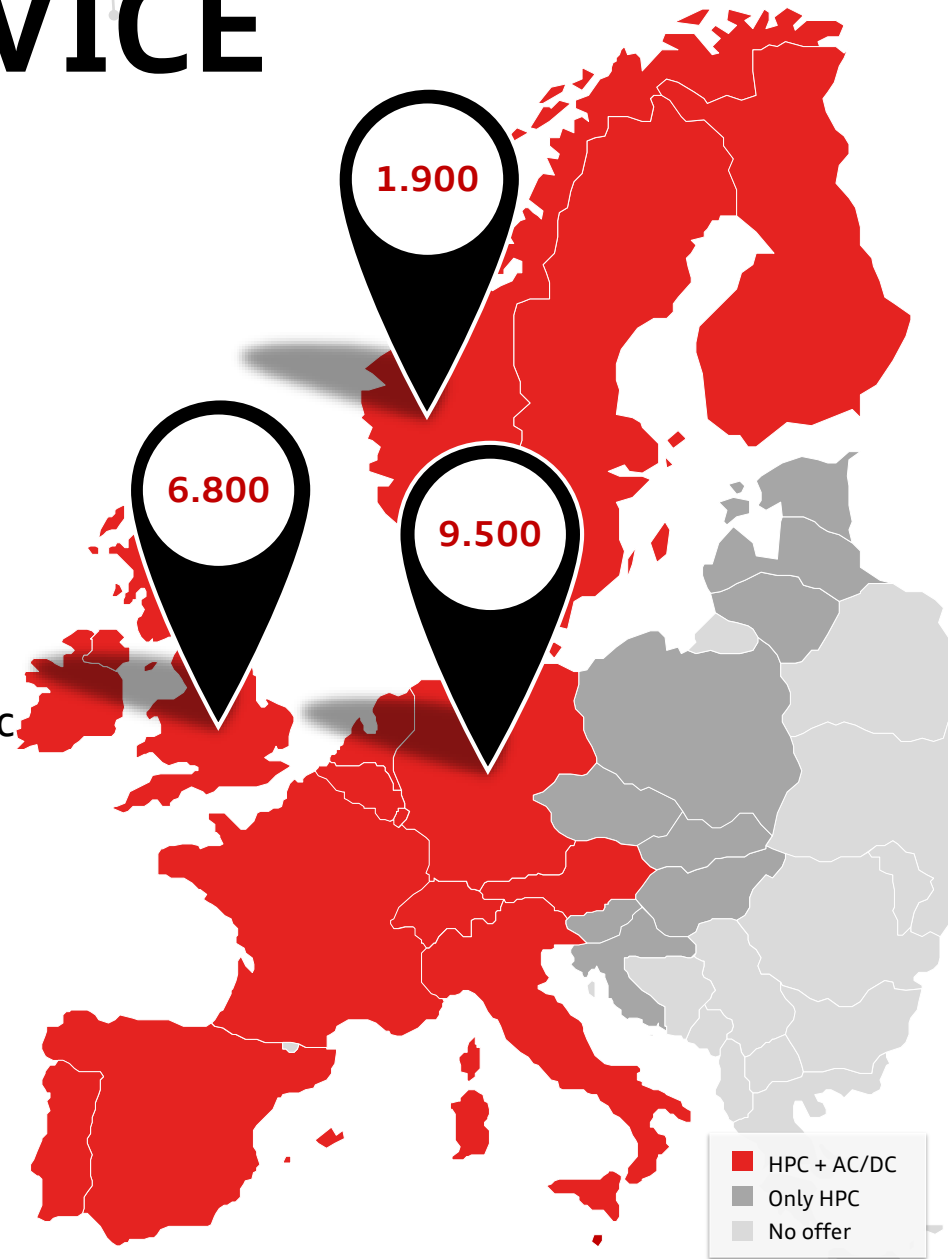 VICE
1.900
6.800
9.500
C
HPC + AC/DC
Only HPC
No offer